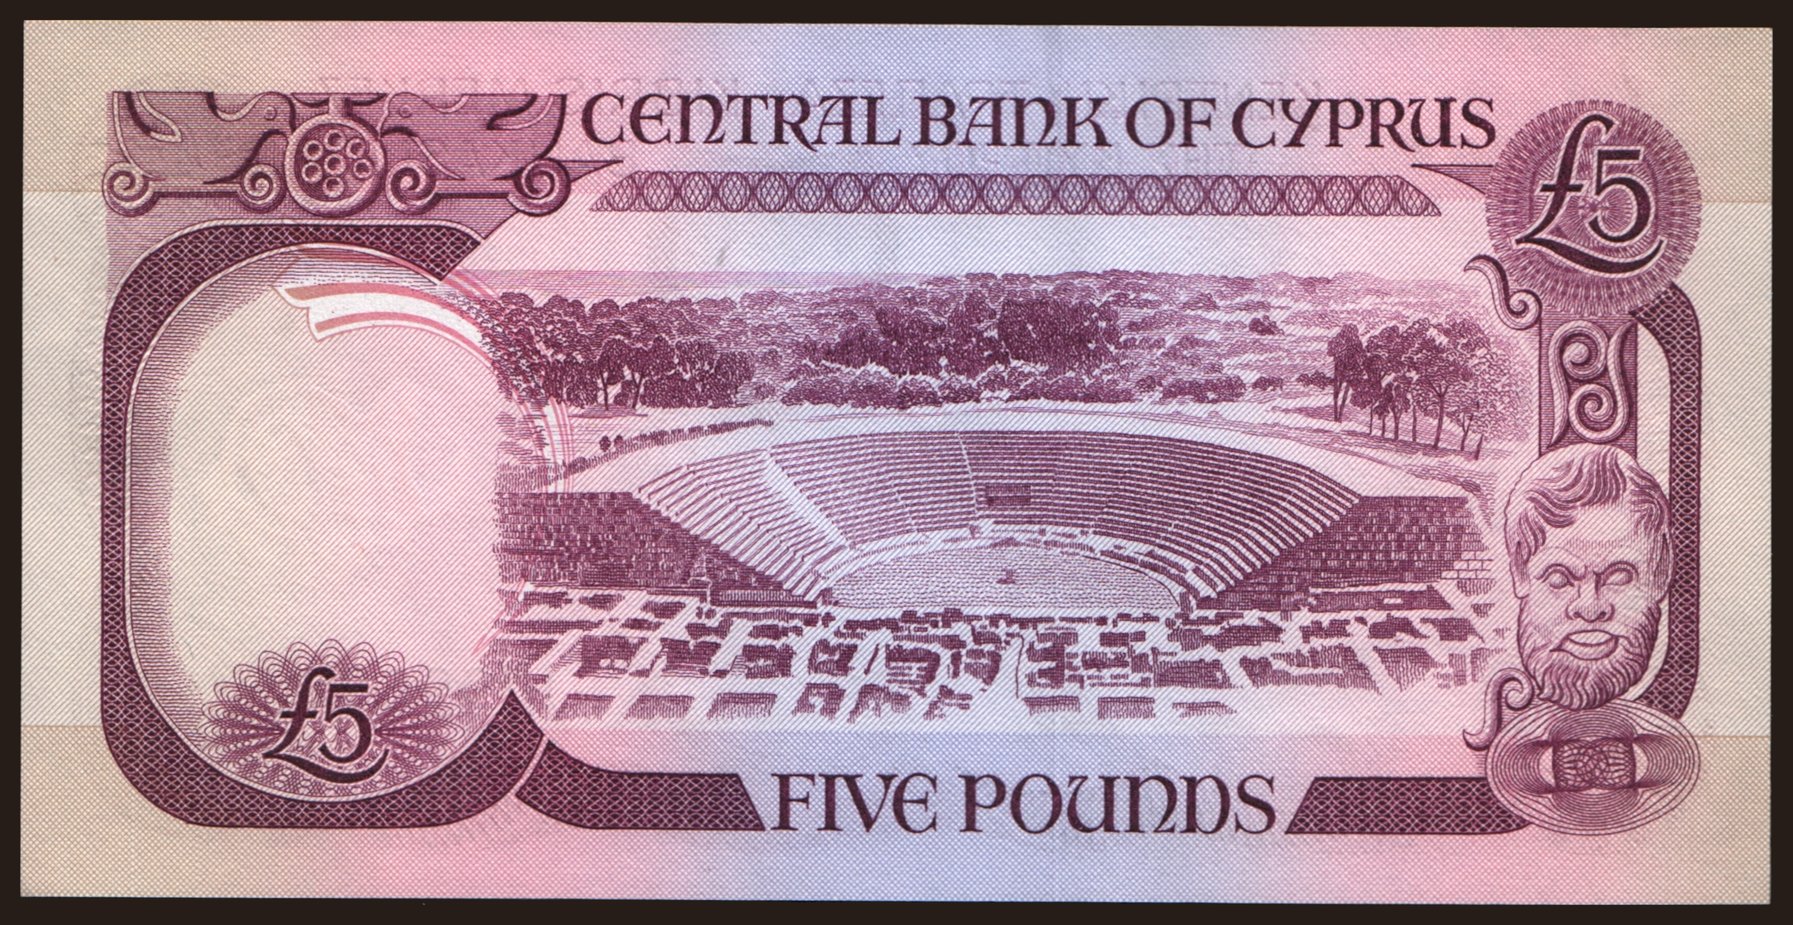 CENTRAL BANK OF CYPRUS
£5
£5
FIVE POUNDS